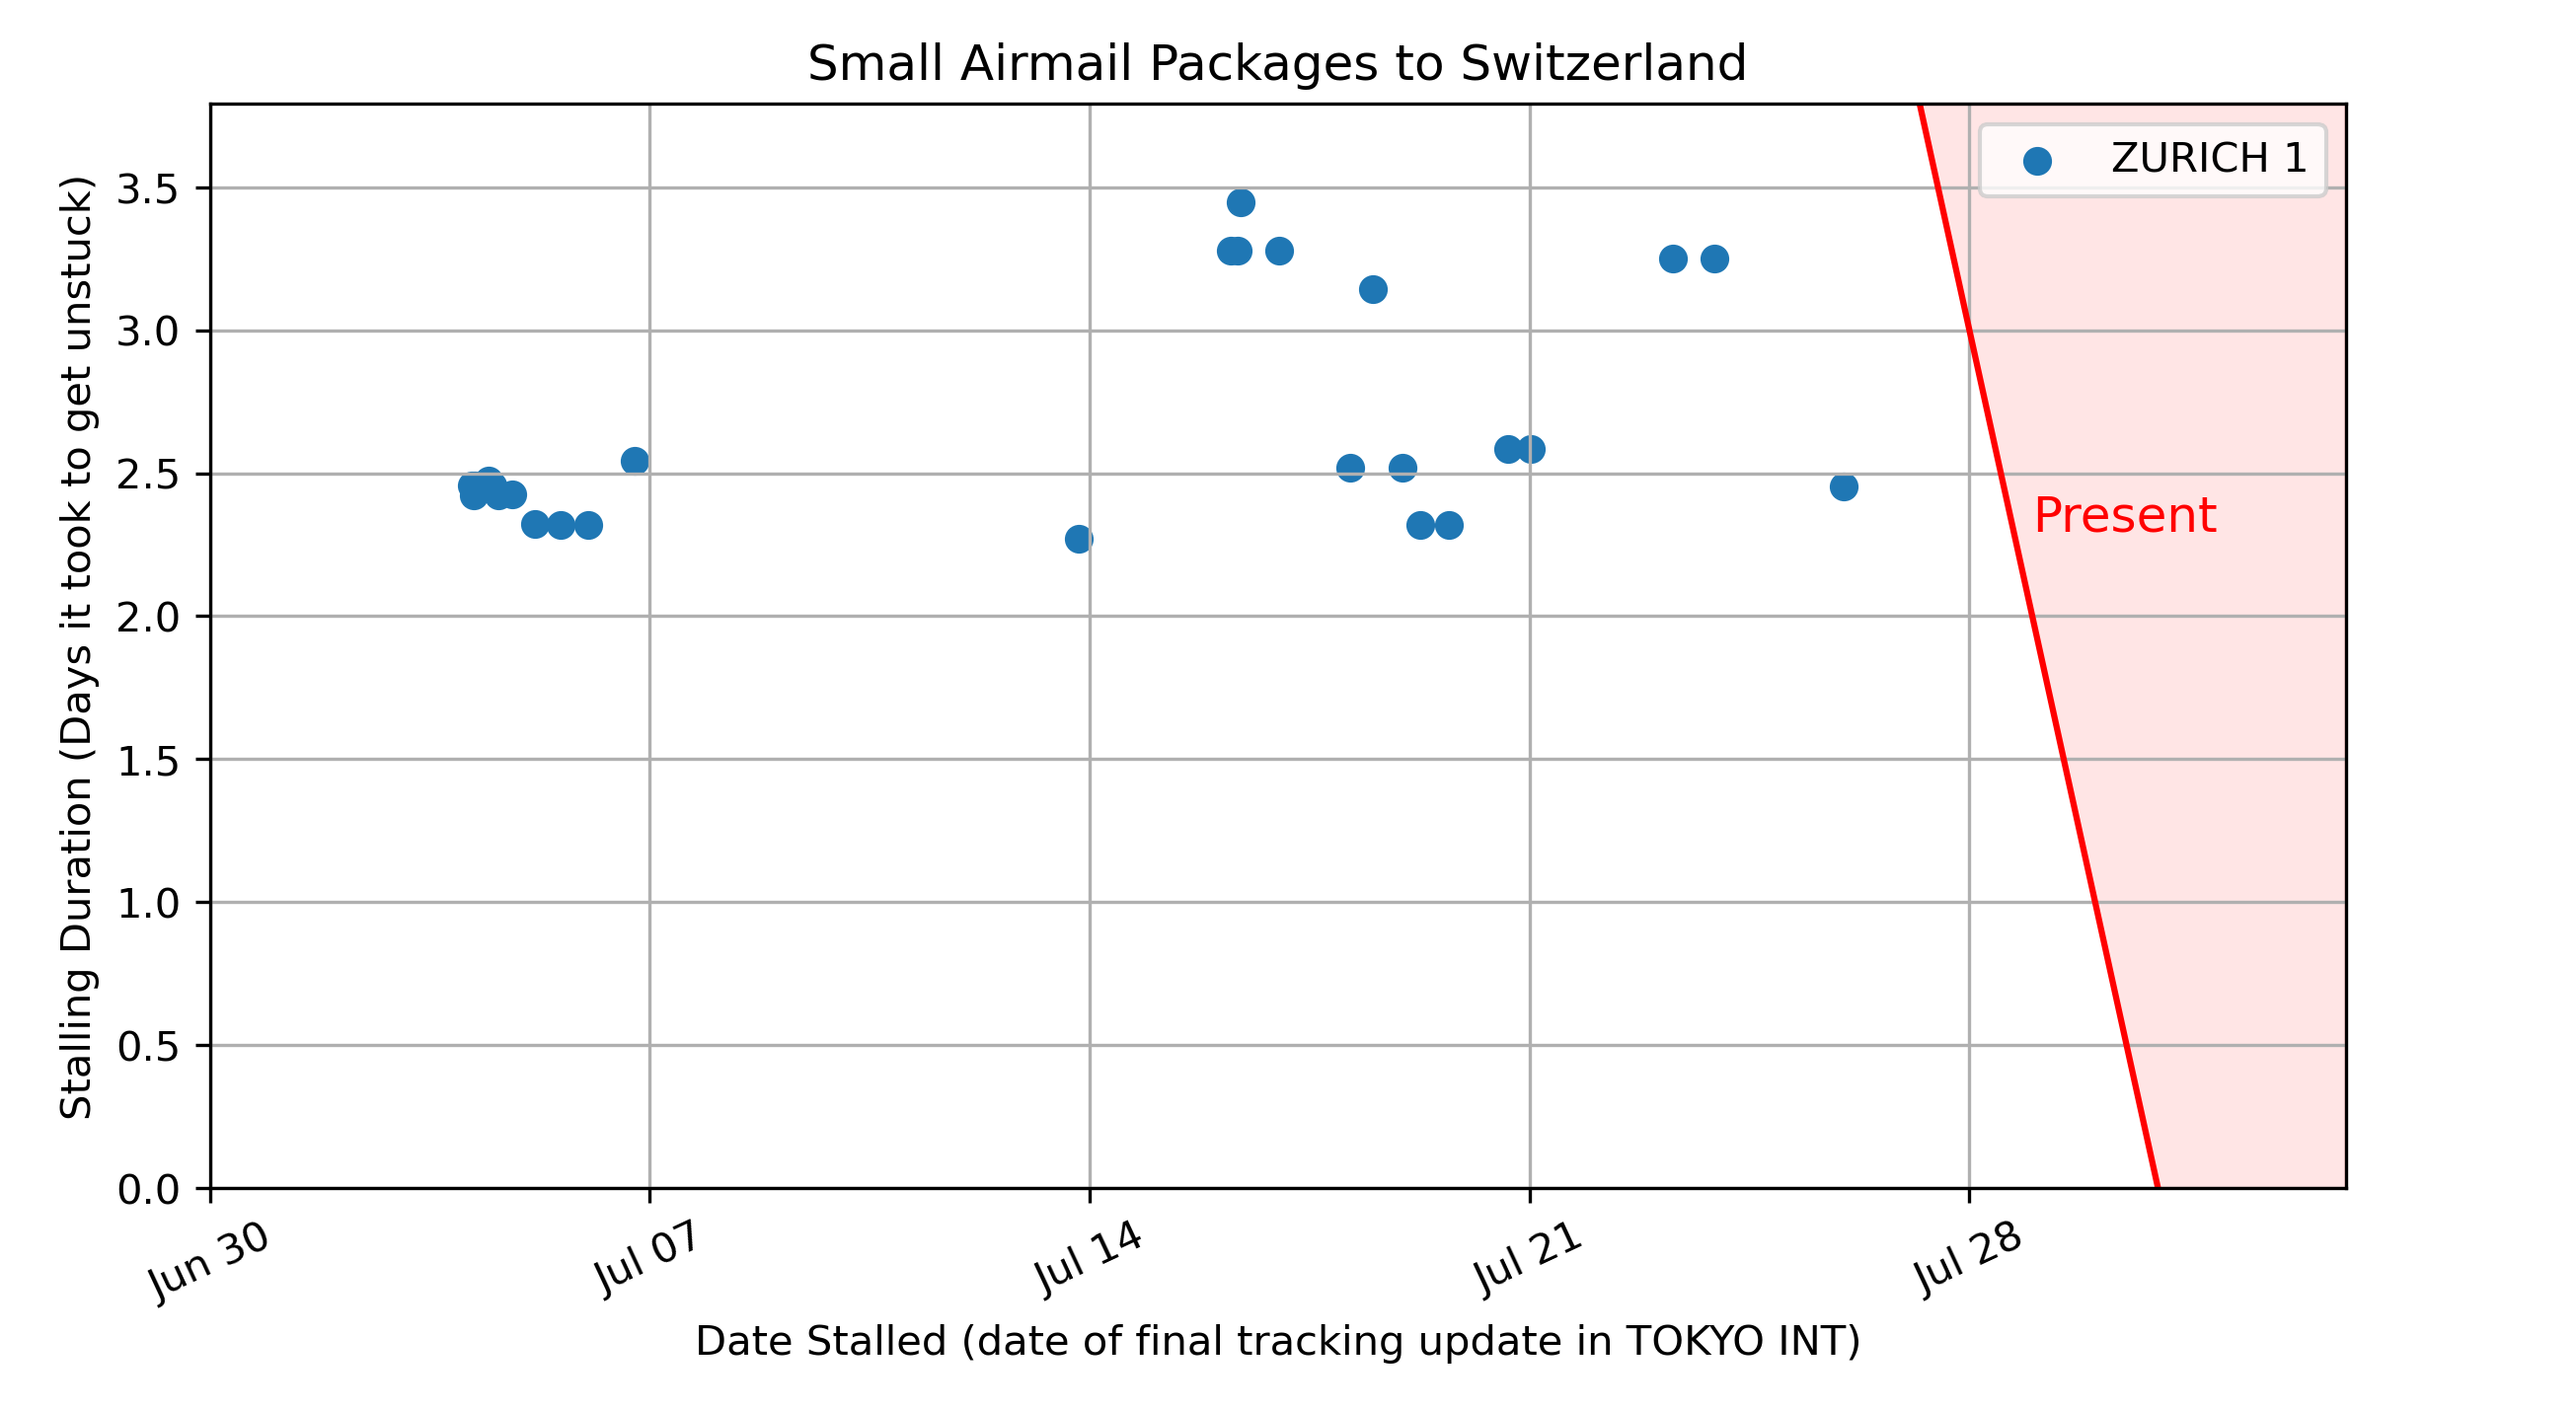 Small Airmail Packages to Switzerland
ZURICH 1
Stalling Duration (Days it took to get unstuck)
3.5
3.0
2.5
2.0
1.5
1.0
0.5
0.0
Present
Jun 30
Jul 07
Jul 14
Jul 21
Jul 28
Date Stalled (date of final tracking update in TOKYO INT)